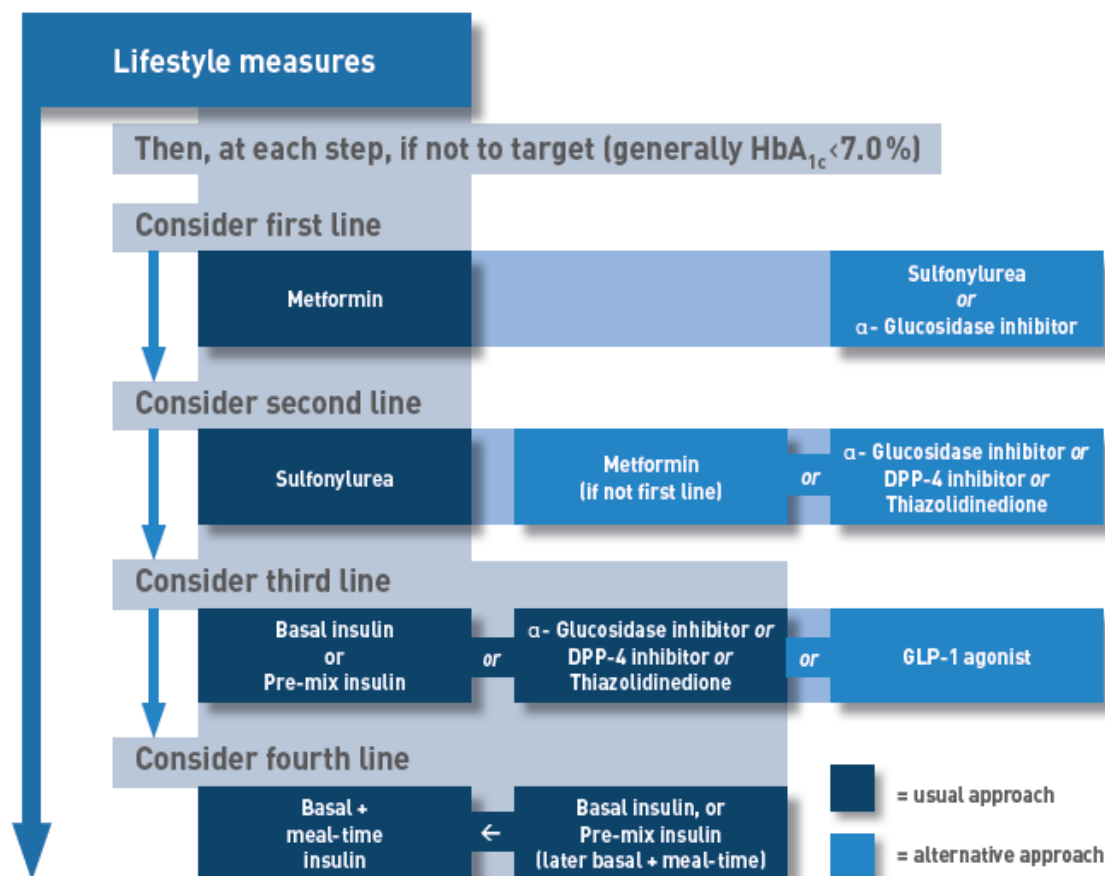 Lifestyle measures
Then, at each step, if not to target (generally HbA1c<7.0%)
Consider first line
Metformin
Sulfonylurea
or
α- Glucosidase inhibitor
Consider second line
Sulfonylurea
Metformin
(if not first line)
or
α- Glucosidase inhibitor or
DPP-4 inhibitor or
Thiazolidinedione
Consider third line
Basal insulin
or
Pre-mix insulin
or
α- Glucosidase inhibitor or
DPP-4 inhibitor or
Thiazolidinedione
or
GLP-1 agonist
Consider fourth line
Basal +
meal-time
insulin
←
Basal insulin, or
Pre-mix insulin
(later basal + meal-time)
= usual approach
= alternative approach